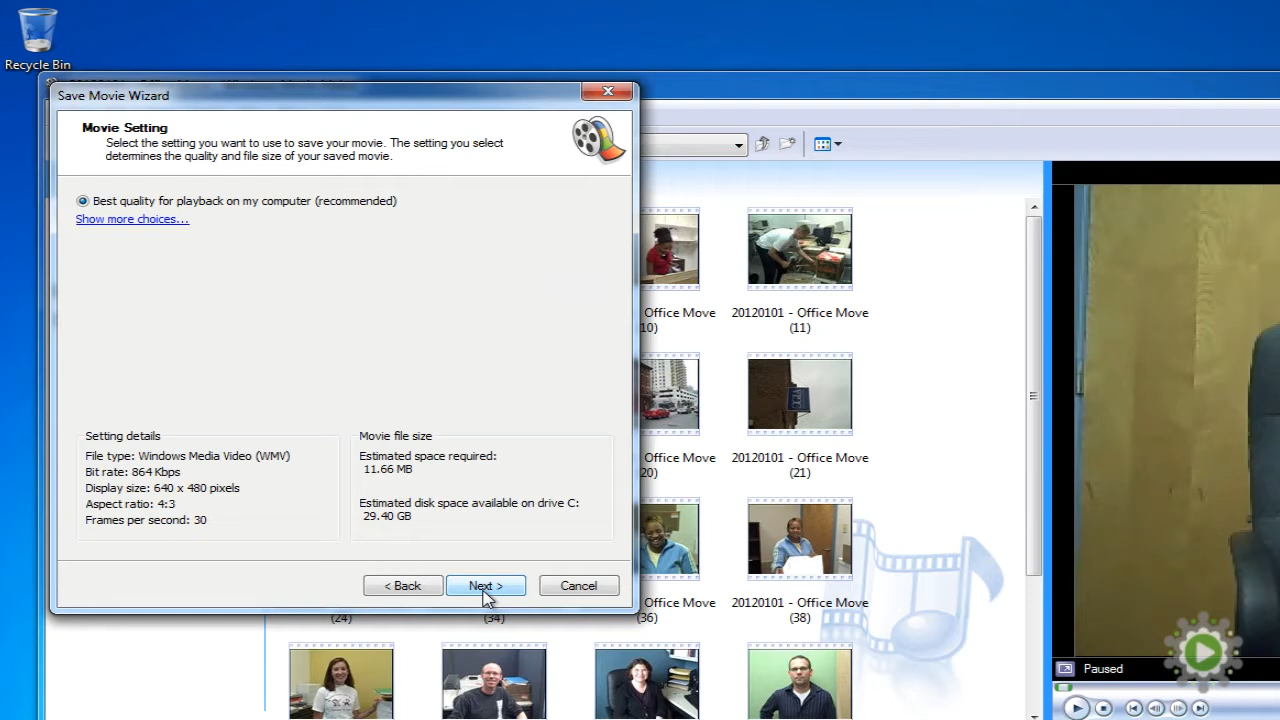 Recycle Bin
Save Movie Wizard
Movie Setting
Select the setting you want to use to save your movie. The setting you select
determines the quality and file size of your saved movie.
Best quality for playback on my computer (recommended)
Show more choices...
Setting details
File type: Windows Media Video (WMV)
Bit rate: 864 Kbps
Display size: 640 x 480 pixels
Aspect ratio: 4:3
Frames per second: 30
Movie file size
Estimated space required:
11.66 MB
Estimated disk space available on drive C:
29.40 GB
< Back
Next >
Cancel
Office Move
10)
20120101 - Office Move
(11)
Office Move
20)
20120101 - Office Move
(21)
Office Move
(36)
20120101 - Office Move
(38)
(24)
(34)
Paused